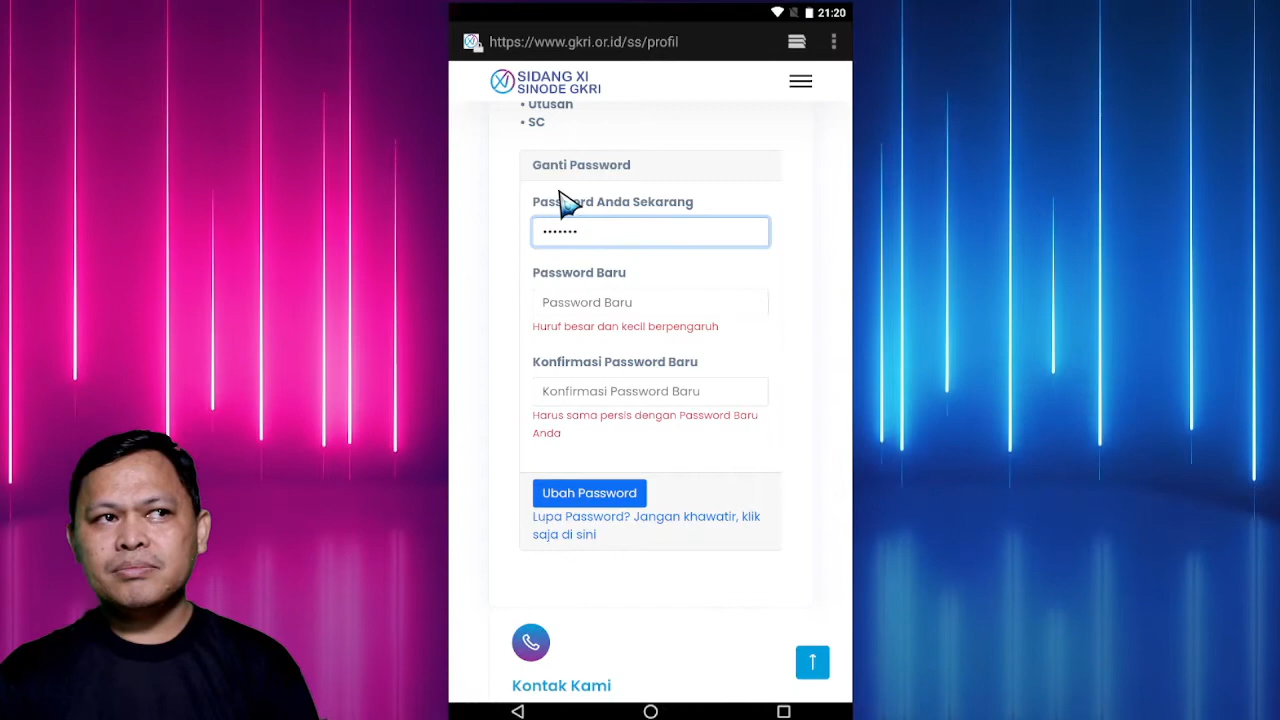 21:20
https://www.gkri.or.id/ss/profil
SIDANG XI
SINODE GKRI
• Utusan
• SC
Ganti Password
Password Anda Sekarang
•••••••
Password Baru
Password Baru
Huruf besar dan kecil berpengaruh
Konfirmasi Password Baru
Konfirmasi Password Baru
Harus sama persis dengan Password Baru
Anda
Ubah Password
Lupa Password? Jangan khawatir, klik
saja di sini
Kontak Kami